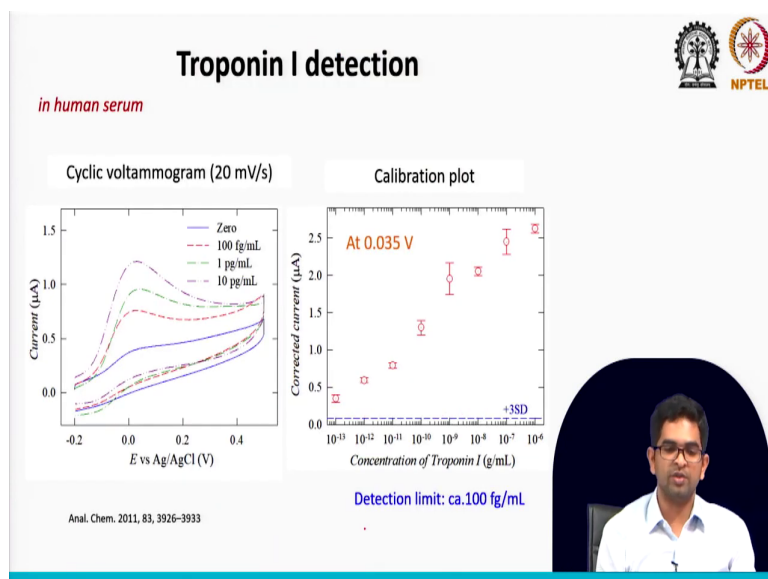 Troponin I detection
NPTEL
in human serum
Cyclic voltammogram (20 mV/s)
Calibration plot
1.5
1.0
0.5
0.0
Current (μA)
Zero
100 fg/mL
1 pg/mL
10 pg/mL
-0.2 0.0 0.2 0.4
E vs Ag/AgCl (V)
2.5
2.0
1.5
1.0
0.5
0.0
Corrected current (μA)
At 0.035 V
+3SD
10-13 10-12 10-11 10-10 10-9 10-8 10-7 10-6
Concentration of Troponin I (g/mL)
Detection limit: ca.100 fg/mL
Anal. Chem. 2011, 83, 3926–3933